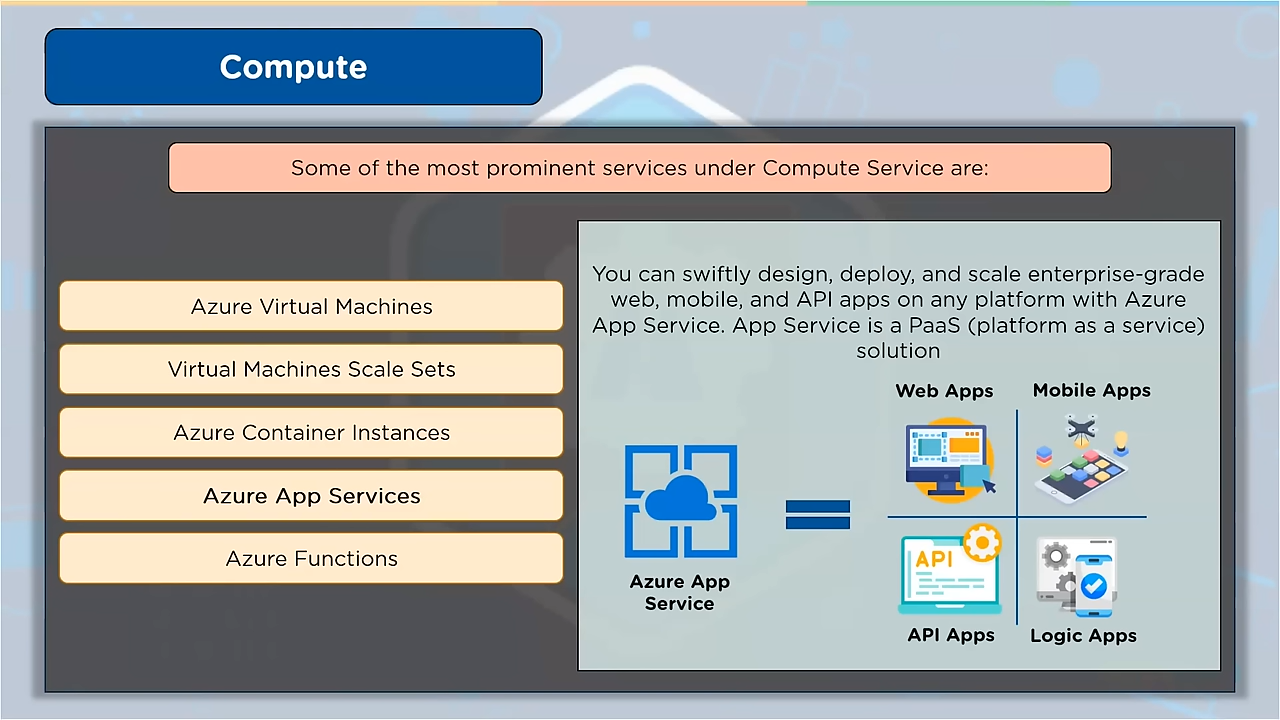 Compute
Some of the most prominent services under Compute Service are:
Azure Virtual Machines
Virtual Machines Scale Sets
Azure Container Instances
Azure App Services
Azure Functions
You can swiftly design, deploy, and scale enterprise-grade
web, mobile, and API apps on any platform with Azure
App Service. App Service is a PaaS (platform as a service)
solution
Web Apps
Mobile Apps
Azure App
Service
API
API Apps
Logic Apps